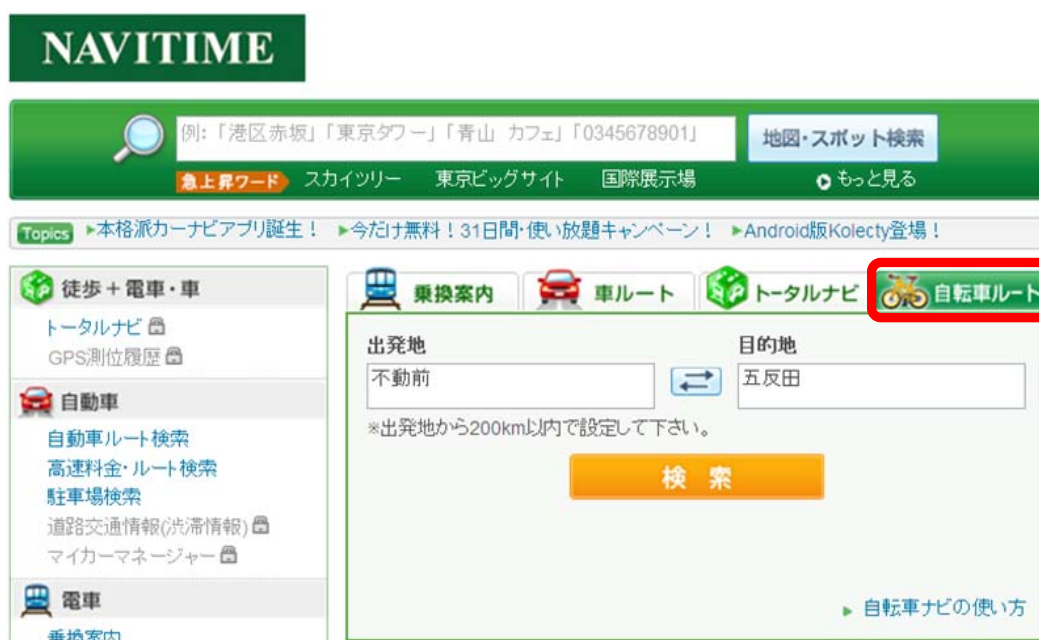 NAVITIME
例:「港区赤坂」「東京タワー」「青山 カフェ」「0345678901」
地図・スポット検索
急上昇ワード スカイツリー 東京ビッグサイト 国際展示場 もっと見る
Topics 本格派カーナビアプリ誕生! 今だけ無料!31日間・使い放題キャンペーン! Android版Kolecty登場!
徒歩+電車・車
トータルナビ
GPS測位履歴
自動車
自動車ルート検索
高速料金・ルート検索
駐車場検索
道路交通情報(渋滞情報)
マイカーマネージャー
電車
乗換案内
乗換案内 車ルート トータルナビ 自転車ルート
出発地 目的地
不動前 五反田
※出発地から200km以内で設定して下さい。
検索
自転車ナビの使い方